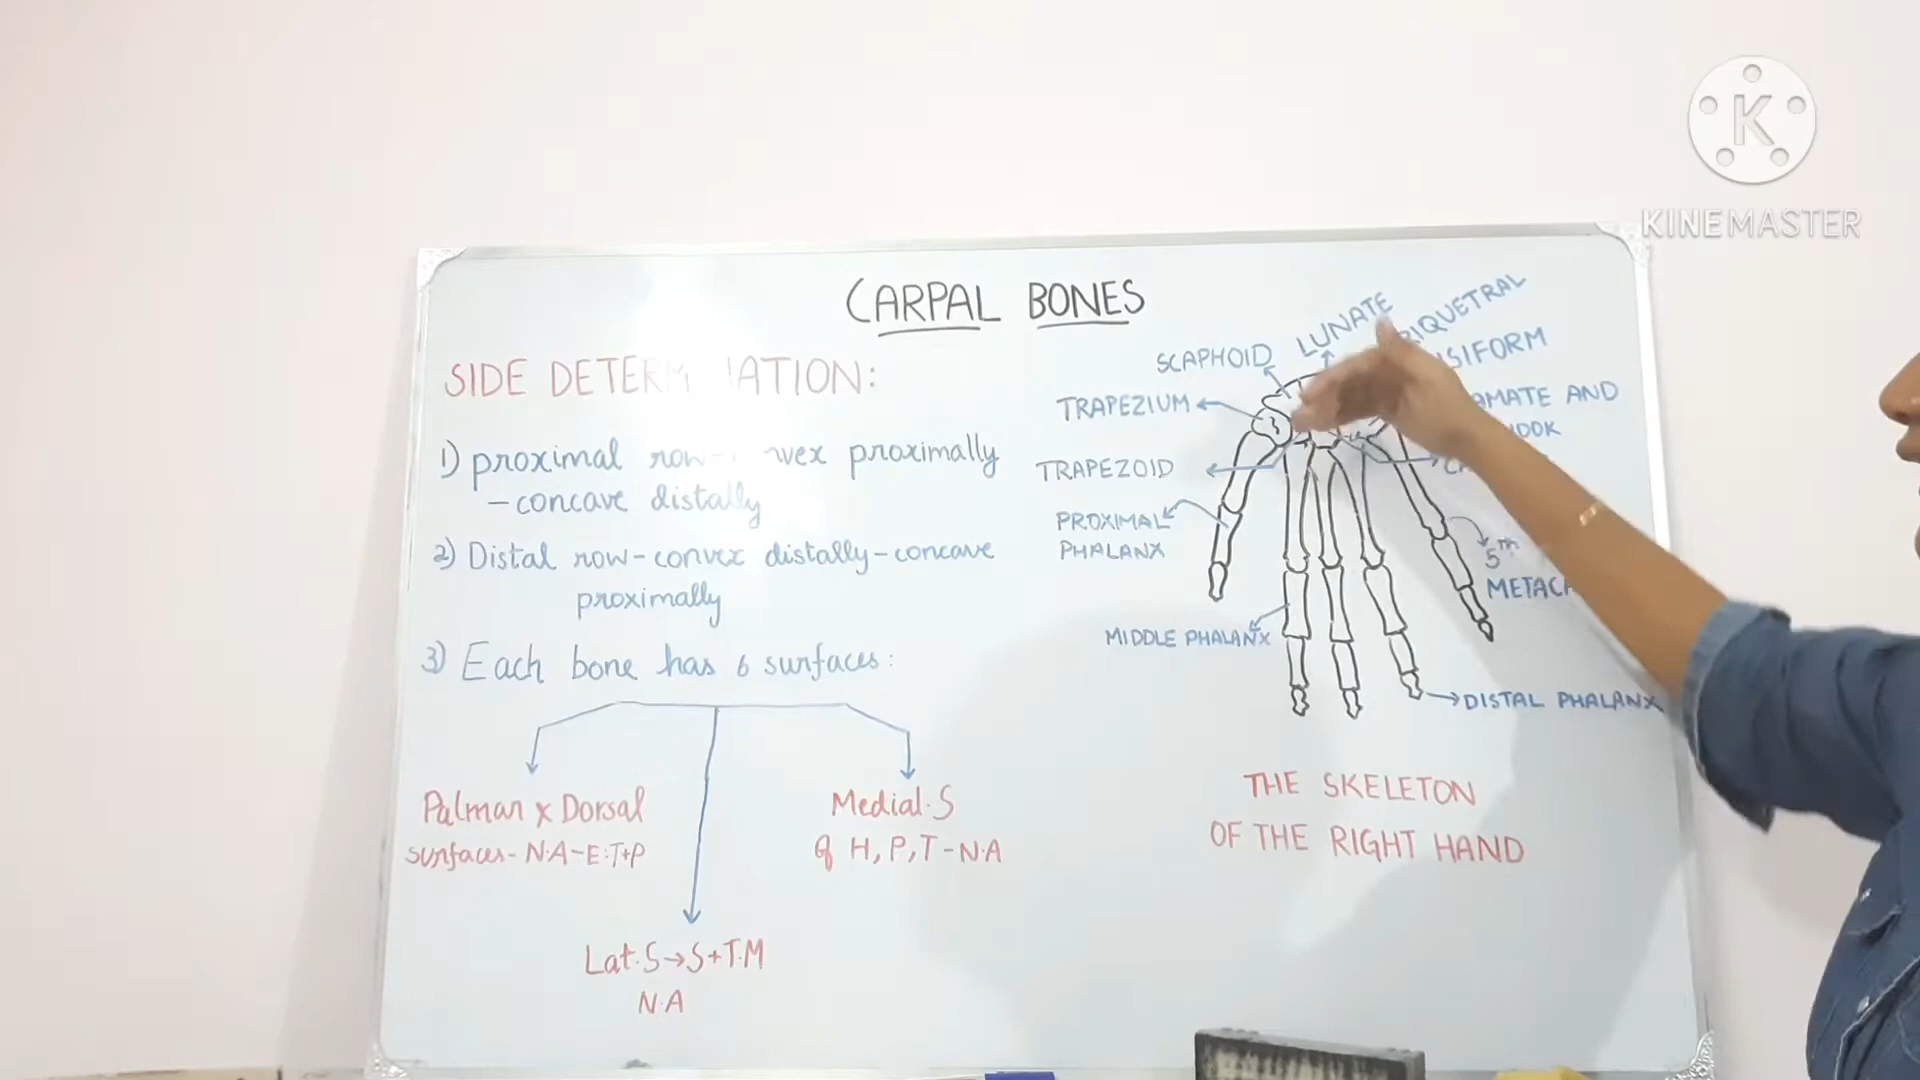 K
KINEMASTER
CARPAL BONES
SIDE DETERM ATION:
1) proximal row- vex proximally
-concave distally
2) Distal row-convex distally-concave
proximally
3) Each bone has 6 surfaces:
Palmar x Dorsal
surfaces- N.A-E:T+P
Medial.S
of H, P, T-N.A
Lat.S→S+T.M
N.A
SCAPHOID
LUNATE
IQUETRAL
SIFORM
TRAPEZIUM
AMATE AND
OOK
TRAPEZOID
PROXIMAL
PHALANX
5TH
METACA
MIDDLE PHALANX
DISTAL PHALANX
THE SKELETON
OF THE RIGHT HAND